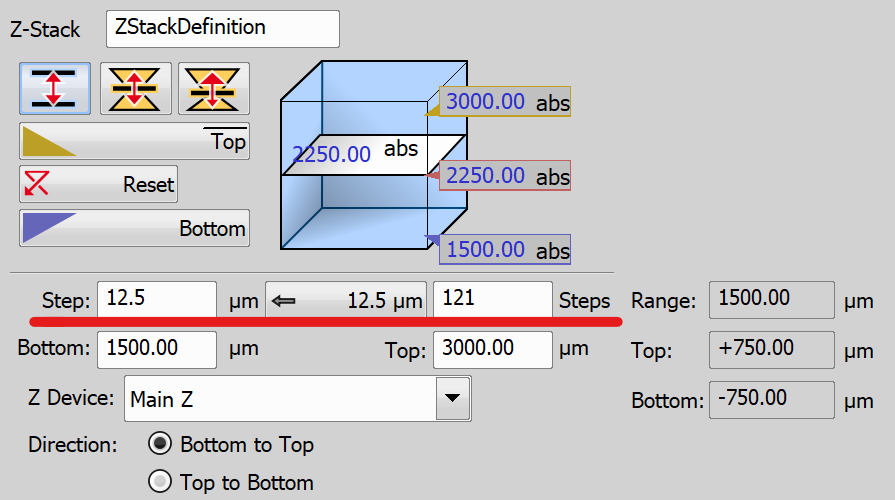 Z-Stack ZStackDefinition
3000.00 abs
Top
2250.00 abs
2250.00 abs
Reset
Bottom
1500.00 abs
Step: 12.5 µm 12.5 µm 121 Steps Range: 1500.00 µm
Bottom: 1500.00 µm Top: 3000.00 µm Top: +750.00 µm
Z Device: Main Z Bottom: -750.00 µm
Direction: Bottom to Top
Top to Bottom